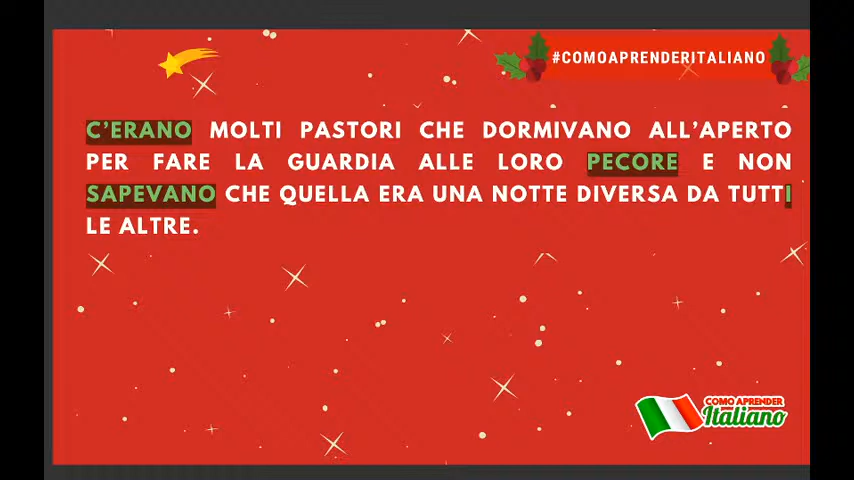 #COMOAPRENDERITALIANO
C'ERANO MOLTI PASTORI CHE DORMIVANO ALL'APERTO
PER FARE LA GUARDIA ALLE LORO PECORE E NON
SAPEVANO CHE QUELLA ERA UNA NOTTE DIVERSA DA TUTTI
LE ALTRE.
COMO APRENDER
Italiano